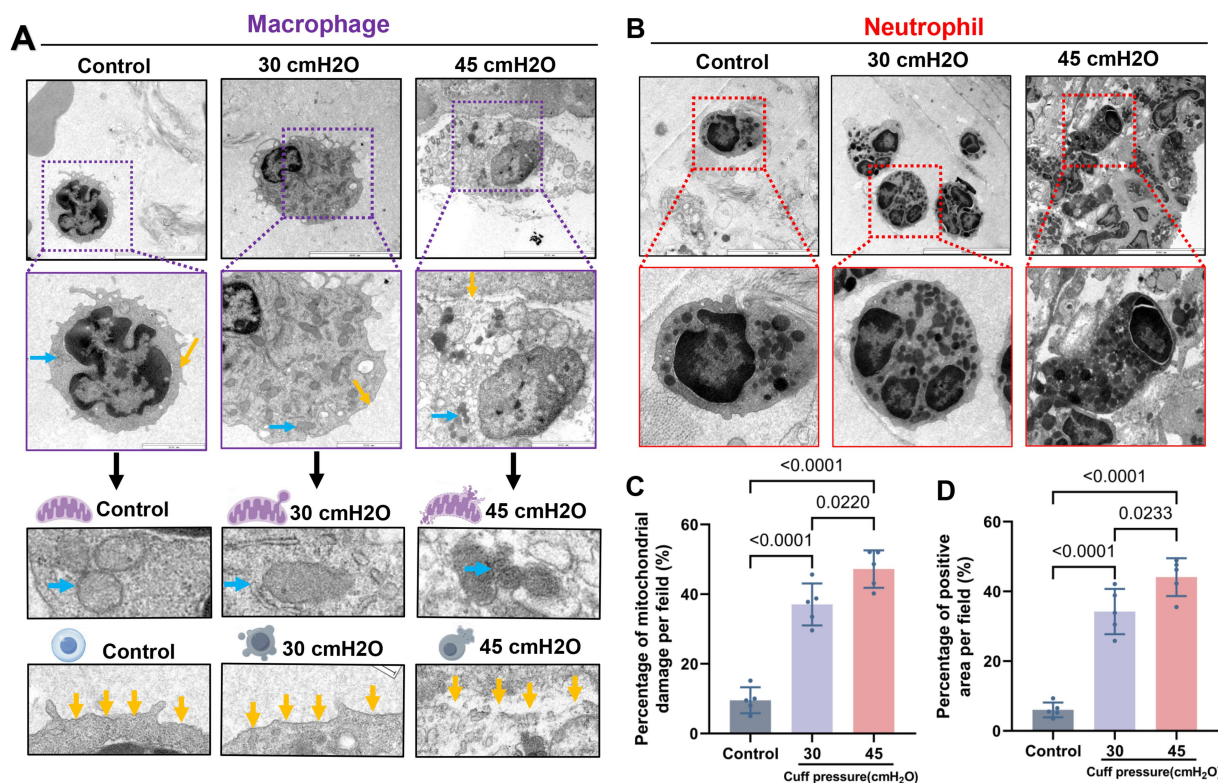 A
Macrophage
Control
30 cmH2O
45 cmH2O
Control
30 cmH2O
45 cmH2O
Control
30 cmH2O
45 cmH2O
B
Neutrophil
Control
30 cmH2O
45 cmH2O
C
Percentage of mitochondrial
damage per feild (%)
<0.0001
0.0220
<0.0001
60
40
20
0
Control
30
45
Cuff pressure(cmH₂O)
D
Percentage of positive
area per field (%)
<0.0001
0.0233
<0.0001
60
40
20
0
Control
30
45
Cuff pressure(cmH₂O)